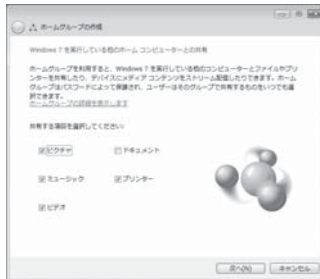 ホームグループの作成
Windows 7 を実行している他のホーム コンピューターとの共有
ホームグループを利用すると、Windows 7 を実行している他のコンピューターとファイルやプリ
ンターを共有したり、デバイスにメディア コンテンツをストリーム配信したりできます。ホーム
グループはパスワードによって保護され、ユーザーはそのグループで共有するものをいつでも選
択できます。
ホームグループの詳細を表示します
共有する項目を選択してください:
ピクチャ ドキュメント
ミュージック プリンター
ビデオ
次へ(N) キャンセル